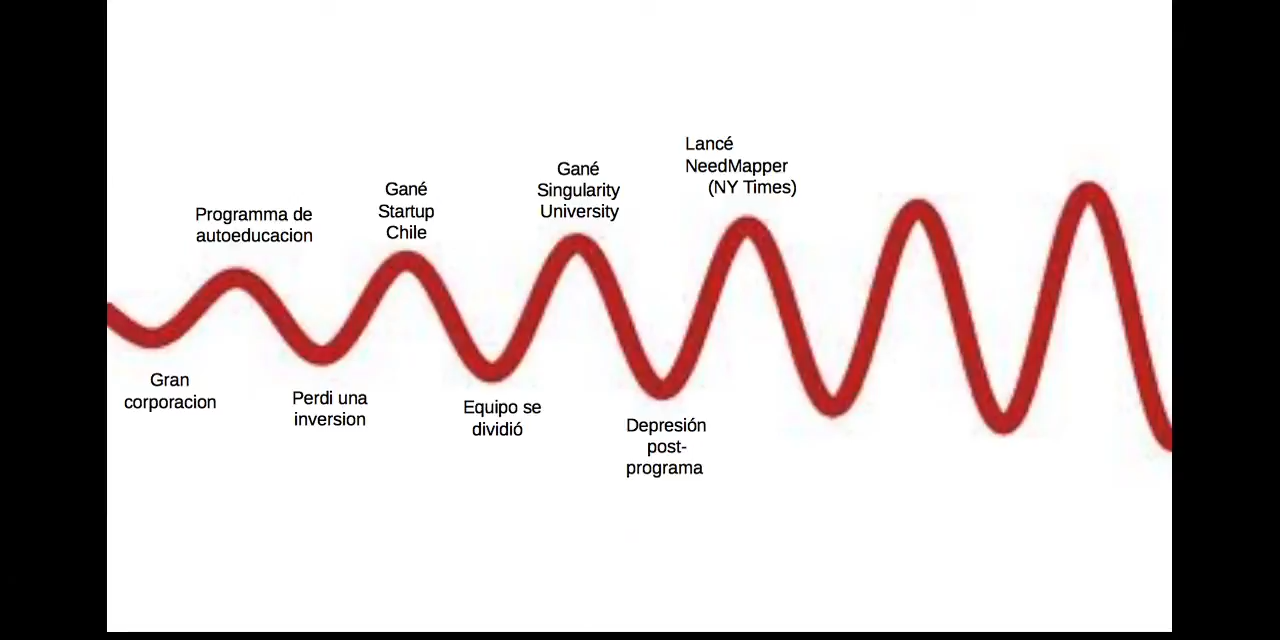 Lancé
NeedMapper
(NY Times)
Gané
Singularity
University
Gané
Startup
Chile
Programma de
autoeducacion
Gran
corporacion
Perdi una
inversion
Equipo se
dividió
Depresión
post-
programa